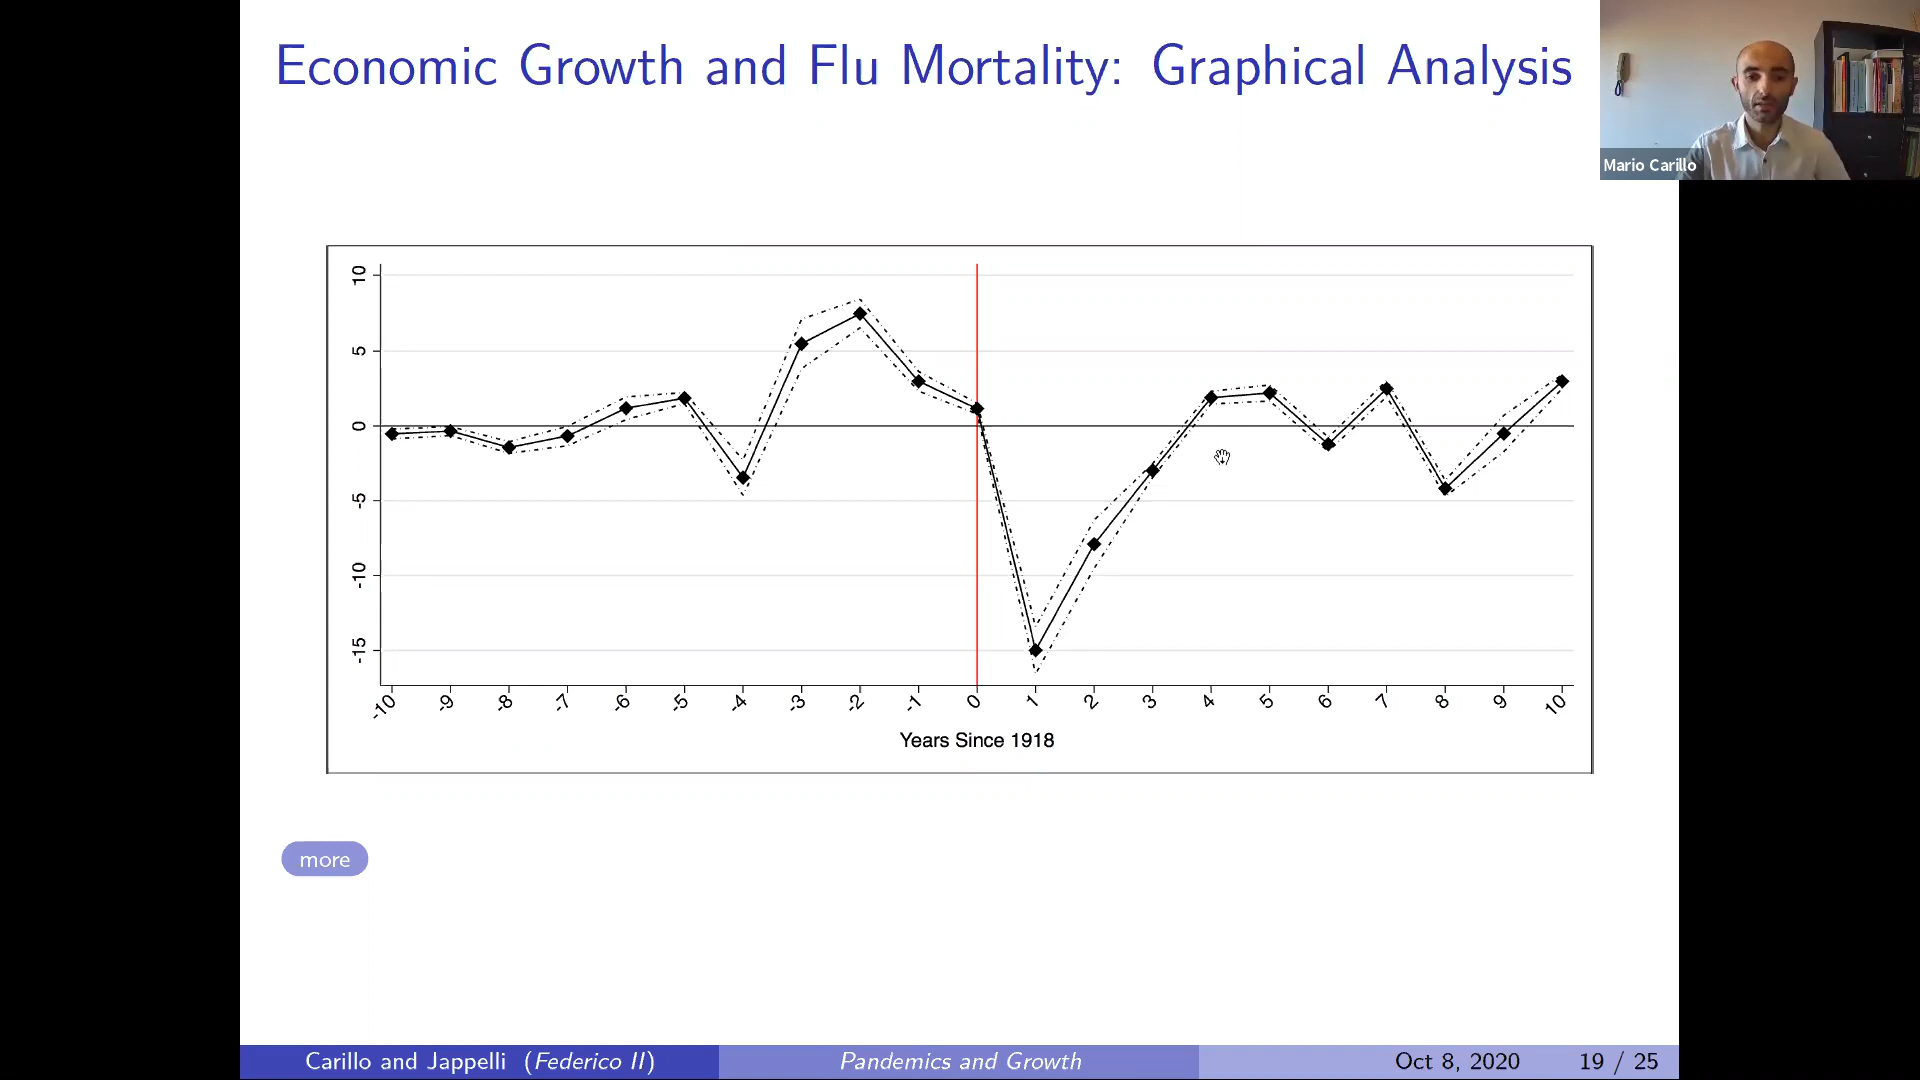 Economic Growth and Flu Mortality: Graphical Analysis
Mario Carillo
10
5
0
-5
-10
-15
-10 -9 -8 -7 -6 -5 -4 -3 -2 -1 0 1 2 3 4 5 6 7 8 9 10
Years Since 1918
more
Carillo and Jappelli (Federico II) Pandemics and Growth Oct 8, 2020 19 / 25